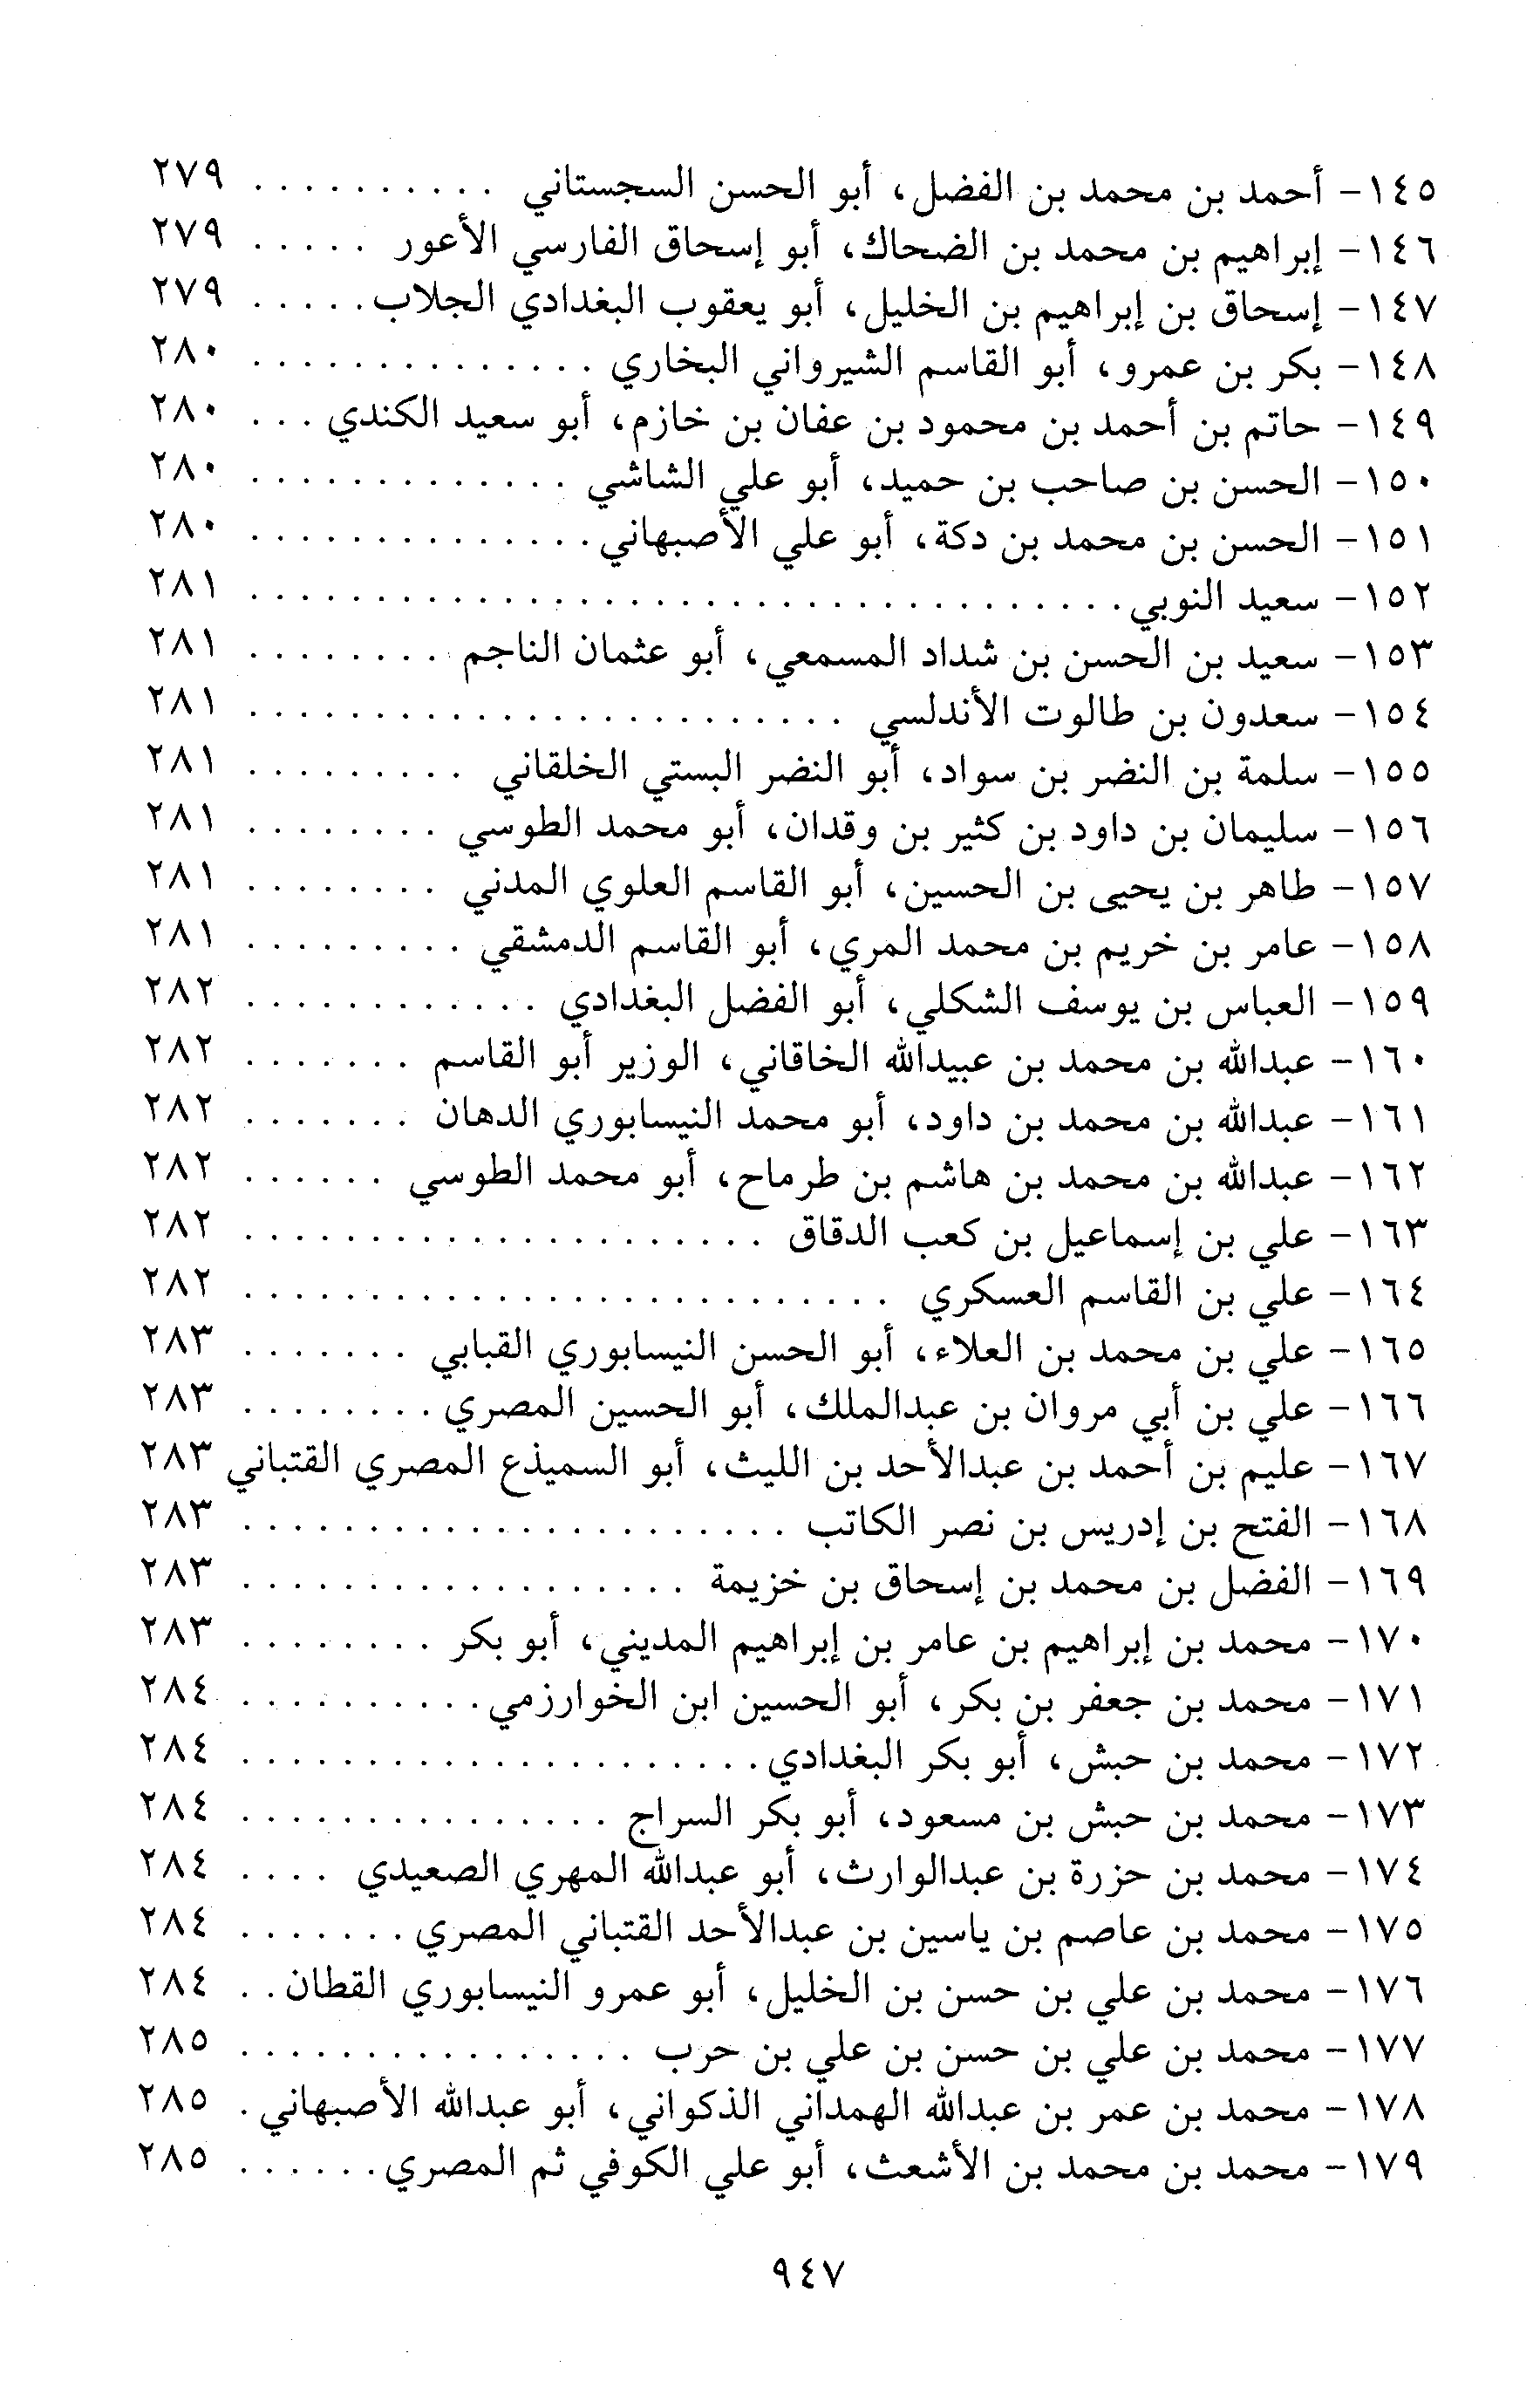 ١٤٥- أحمد بن محمد بن الفضل، أبو الحسن السجستاني . . . . . . . . . . ٢٧٩
١٤٦- إبراهيم بن محمد بن الضحاك، أبو إسحاق الفارسي الأعور . . . . . ٢٧٩
١٤٧- إسحاق بن إبراهيم بن الخليل، أبو يعقوب البغدادي الجلاب . . . . . ٢٧٩
١٤٨- بكر بن عمرو، أبو القاسم الشيرواني البخاري . . . . . . . . . . . . . . ٢٨٠
١٤٩- حاتم بن أحمد بن محمود بن عفان بن خازم، أبو سعيد الكندي . . . ٢٨٠
١٥٠- الحسن بن صاحب بن حميد، أبو علي الشاشي . . . . . . . . . . . . . ٢٨٠
١٥١- الحسن بن محمد بن دكة، أبو علي الأصبهاني . . . . . . . . . . . . . . ٢٨٠
١٥٢- سعيد النوبي . . . . . . . . . . . . . . . . . . . . . . . . . . . . . . . . . . . ٢٨١
١٥٣- سعيد بن الحسن بن شداد المسمعي، أبو عثمان الناجم . . . . . . . . ٢٨١
١٥٤- سعدون بن طالوت الأندلسي . . . . . . . . . . . . . . . . . . . . . . . . ٢٨١
١٥٥- سلمة بن النضر بن سواد، أبو النضر البستي الخلقاني . . . . . . . . . ٢٨١
١٥٦- سليمان بن داود بن كثير بن وقدان، أبو محمد الطوسي . . . . . . . . ٢٨١
١٥٧- طاهر بن يحيى بن الحسين، أبو القاسم العلوي المدني . . . . . . . . ٢٨١
١٥٨- عامر بن خريم بن محمد المري، أبو القاسم الدمشقي . . . . . . . . . ٢٨١
١٥٩- العباس بن يوسف الشكلي، أبو الفضل البغدادي . . . . . . . . . . . . ٢٨٢
١٦٠- عبدالله بن محمد بن عبيدالله الخاقاني، الوزير أبو القاسم . . . . . . . ٢٨٢
١٦١- عبدالله بن محمد بن داود، أبو محمد النيسابوري الدهان . . . . . . . ٢٨٢
١٦٢- عبدالله بن محمد بن هاشم بن طرماح، أبو محمد الطوسي . . . . . . ٢٨٢
١٦٣- علي بن إسماعيل بن كعب الدقاق . . . . . . . . . . . . . . . . . . . . . ٢٨٢
١٦٤- علي بن القاسم العسكري . . . . . . . . . . . . . . . . . . . . . . . . . . ٢٨٢
١٦٥- علي بن محمد بن العلاء، أبو الحسن النيسابوري القبابي . . . . . . . ٢٨٣
١٦٦- علي بن أبي مروان بن عبدالملك، أبو الحسين المصري . . . . . . . . ٢٨٣
١٦٧- عليم بن أحمد بن عبدالأحد بن الليث، أبو السميذع المصري القتباني ٢٨٣
١٦٨- الفتح بن إدريس بن نصر الكاتب . . . . . . . . . . . . . . . . . . . . . . ٢٨٣
١٦٩- الفضل بن محمد بن إسحاق بن خزيمة . . . . . . . . . . . . . . . . . . ٢٨٣
١٧٠- محمد بن إبراهيم بن عامر بن إبراهيم المديني، أبو بكر . . . . . . . . ٢٨٣
١٧١- محمد بن جعفر بن بكر، أبو الحسين ابن الخوارزمي . . . . . . . . . . ٢٨٤
١٧٢- محمد بن حبش، أبو بكر البغدادي . . . . . . . . . . . . . . . . . . . . . ٢٨٤
١٧٣- محمد بن حبش بن مسعود، أبو بكر السراج . . . . . . . . . . . . . . . ٢٨٤
١٧٤- محمد بن حزرة بن عبدالوارث، أبو عبدالله المهري الصعيدي . . . . ٢٨٤
١٧٥- محمد بن عاصم بن ياسين بن عبدالأحد القتباني المصري . . . . . . . ٢٨٤
١٧٦- محمد بن علي بن حسن بن الخليل، أبو عمرو النيسابوري القطان . . ٢٨٤
١٧٧- محمد بن علي بن حسن بن علي بن حرب . . . . . . . . . . . . . . . . ٢٨٥
١٧٨- محمد بن عمر بن عبدالله الهمداني الذكواني، أبو عبدالله الأصبهاني . ٢٨٥
١٧٩- محمد بن محمد بن الأشعث، أبو علي الكوفي ثم المصري . . . . . . ٢٨٥
٩٤٧